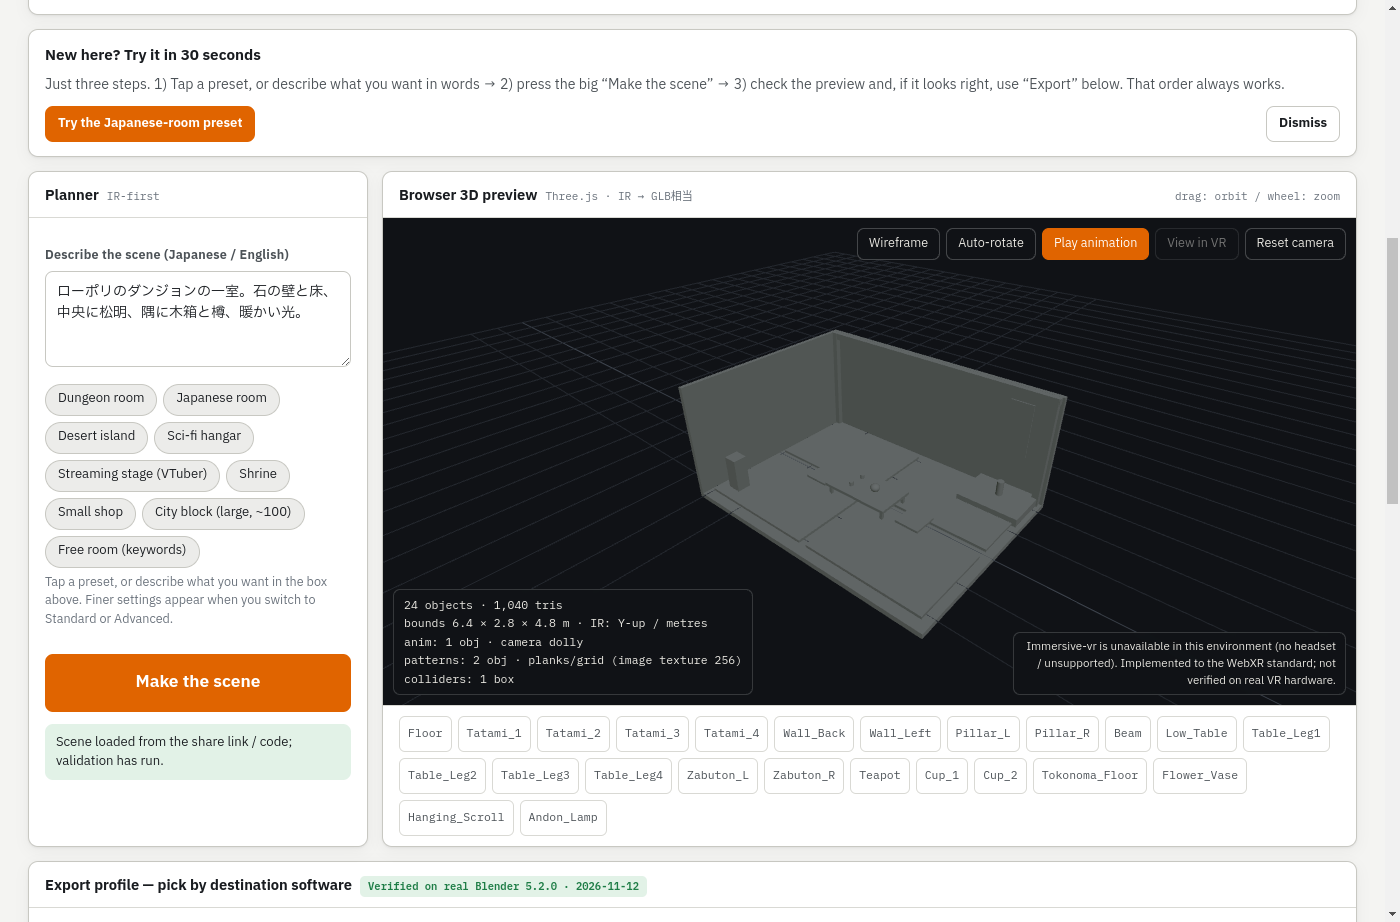 New here? Try it in 30 seconds
Just three steps. 1) Tap a preset, or describe what you want in words → 2) press the big “Make the scene” → 3) check the preview and, if it looks right, use “Export” below. That order always works.
Try the Japanese-room preset
Dismiss
Planner IR-first
Describe the scene (Japanese / English)
ローポリのダンジョンの一室。石の壁と床、
中央に松明、隅に木箱と樽、暖かい光。
Dungeon room
Japanese room
Desert island
Sci-fi hangar
Streaming stage (VTuber)
Shrine
Small shop
City block (large, ~100)
Free room (keywords)
Tap a preset, or describe what you want in the box
above. Finer settings appear when you switch to
Standard or Advanced.
Make the scene
Scene loaded from the share link / code;
validation has run.
Browser 3D preview Three.js · IR → GLB相当
drag: orbit / wheel: zoom
Wireframe
Auto-rotate
Play animation
View in VR
Reset camera
24 objects · 1,040 tris
bounds 6.4 × 2.8 × 4.8 m · IR: Y-up / metres
anim: 1 obj · camera dolly
patterns: 2 obj · planks/grid (image texture 256)
colliders: 1 box
Immersive-vr is unavailable in this environment (no headset
/ unsupported). Implemented to the WebXR standard; not
verified on real VR hardware.
Floor
Tatami_1
Tatami_2
Tatami_3
Tatami_4
Wall_Back
Wall_Left
Pillar_L
Pillar_R
Beam
Low_Table
Table_Leg1
Table_Leg2
Table_Leg3
Table_Leg4
Zabuton_L
Zabuton_R
Teapot
Cup_1
Cup_2
Tokonoma_Floor
Flower_Vase
Hanging_Scroll
Andon_Lamp
Export profile — pick by destination software
Verified on real Blender 5.2.0 · 2026-11-12